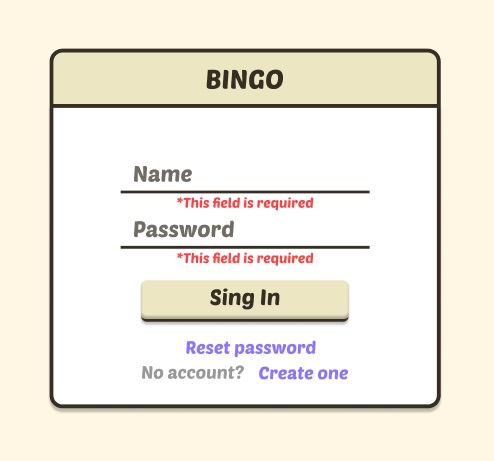 BINGO
Name
*This field is required
Password
*This field is required
Sing In
Reset password
No account? Create one